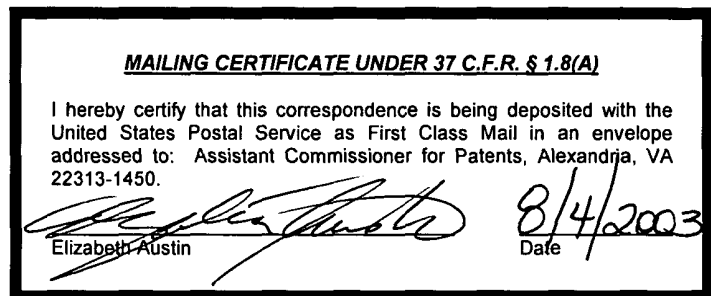 MAILING CERTIFICATE UNDER 37 C.F.R. § 1.8(A)
I hereby certify that this correspondence is being deposited with the
United States Postal Service as First Class Mail in an envelope
addressed to: Assistant Commissioner for Patents, Alexandria, VA
22313-1450.
Elizabeth Austin 8/4/2003
Elizabeth Austin Date